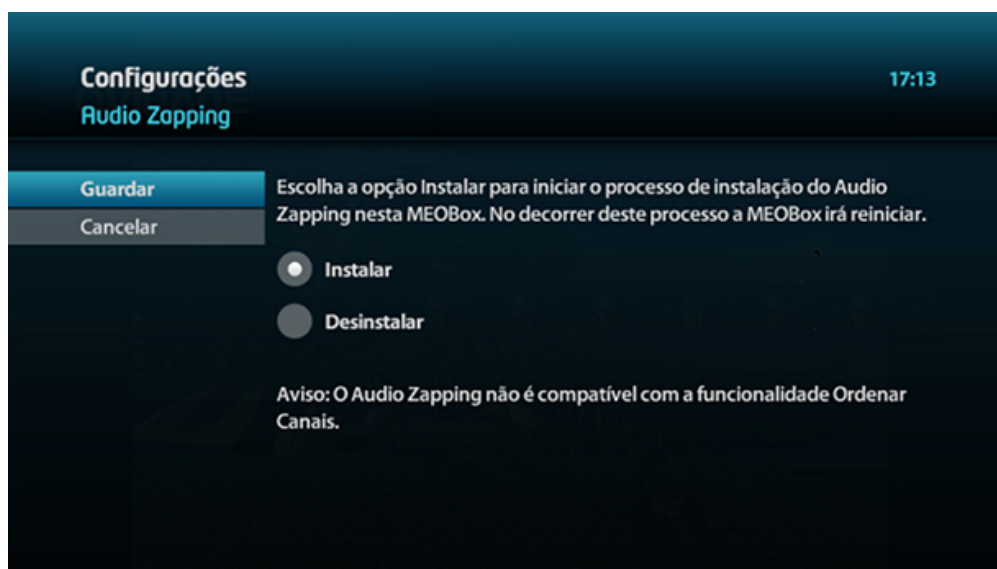 Configurações
17:13
Audio Zapping
Guardar
Cancelar
Escolha a opção Instalar para iniciar o processo de instalação do Audio
Zapping nesta MEOBox. No decorrer deste processo a MEOBox irá reiniciar.
Instalar
Desinstalar
Aviso: O Audio Zapping não é compatível com a funcionalidade Ordenar
Canais.